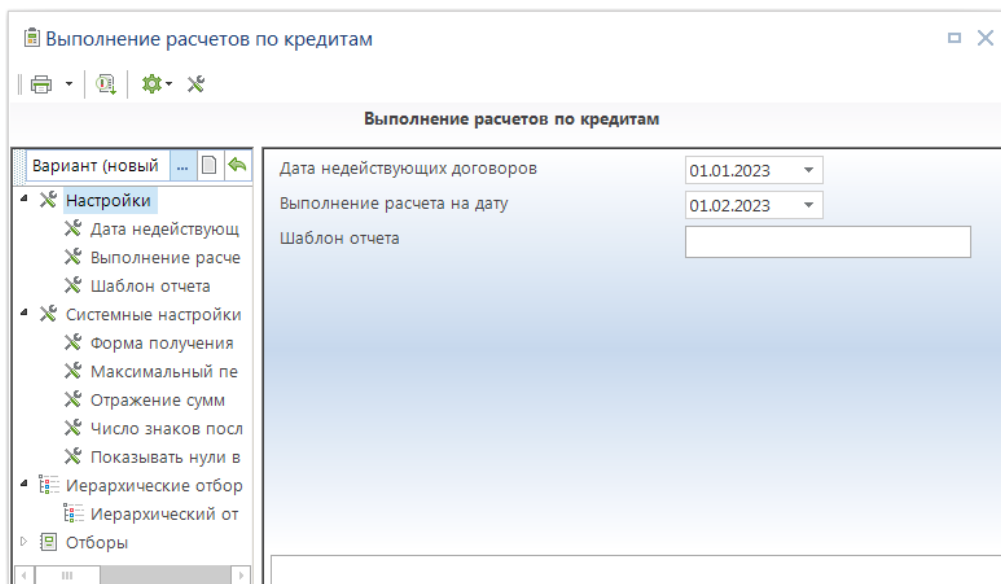 Выполнение расчетов по кредитам
Выполнение расчетов по кредитам
Вариант (новый ...
Настройки
Дата недействующ
Выполнение расче
Шаблон отчета
Системные настройки
Форма получения
Максимальный пе
Отражение сумм
Число знаков посл
Показывать нули в
Иерархические отбор
Иерархический от
Отборы
Дата недействующих договоров 01.01.2023
Выполнение расчета на дату 01.02.2023
Шаблон отчета